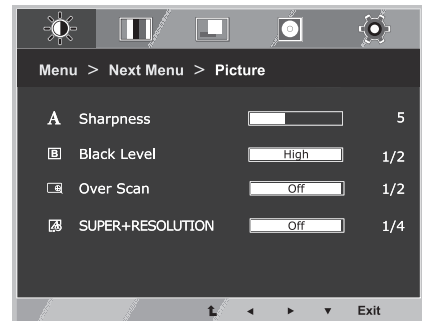 Menu > Next Menu > Picture
A Sharpness 5
B Black Level High 1/2
Over Scan Off 1/2
SUPER+RESOLUTION Off 1/4
Exit